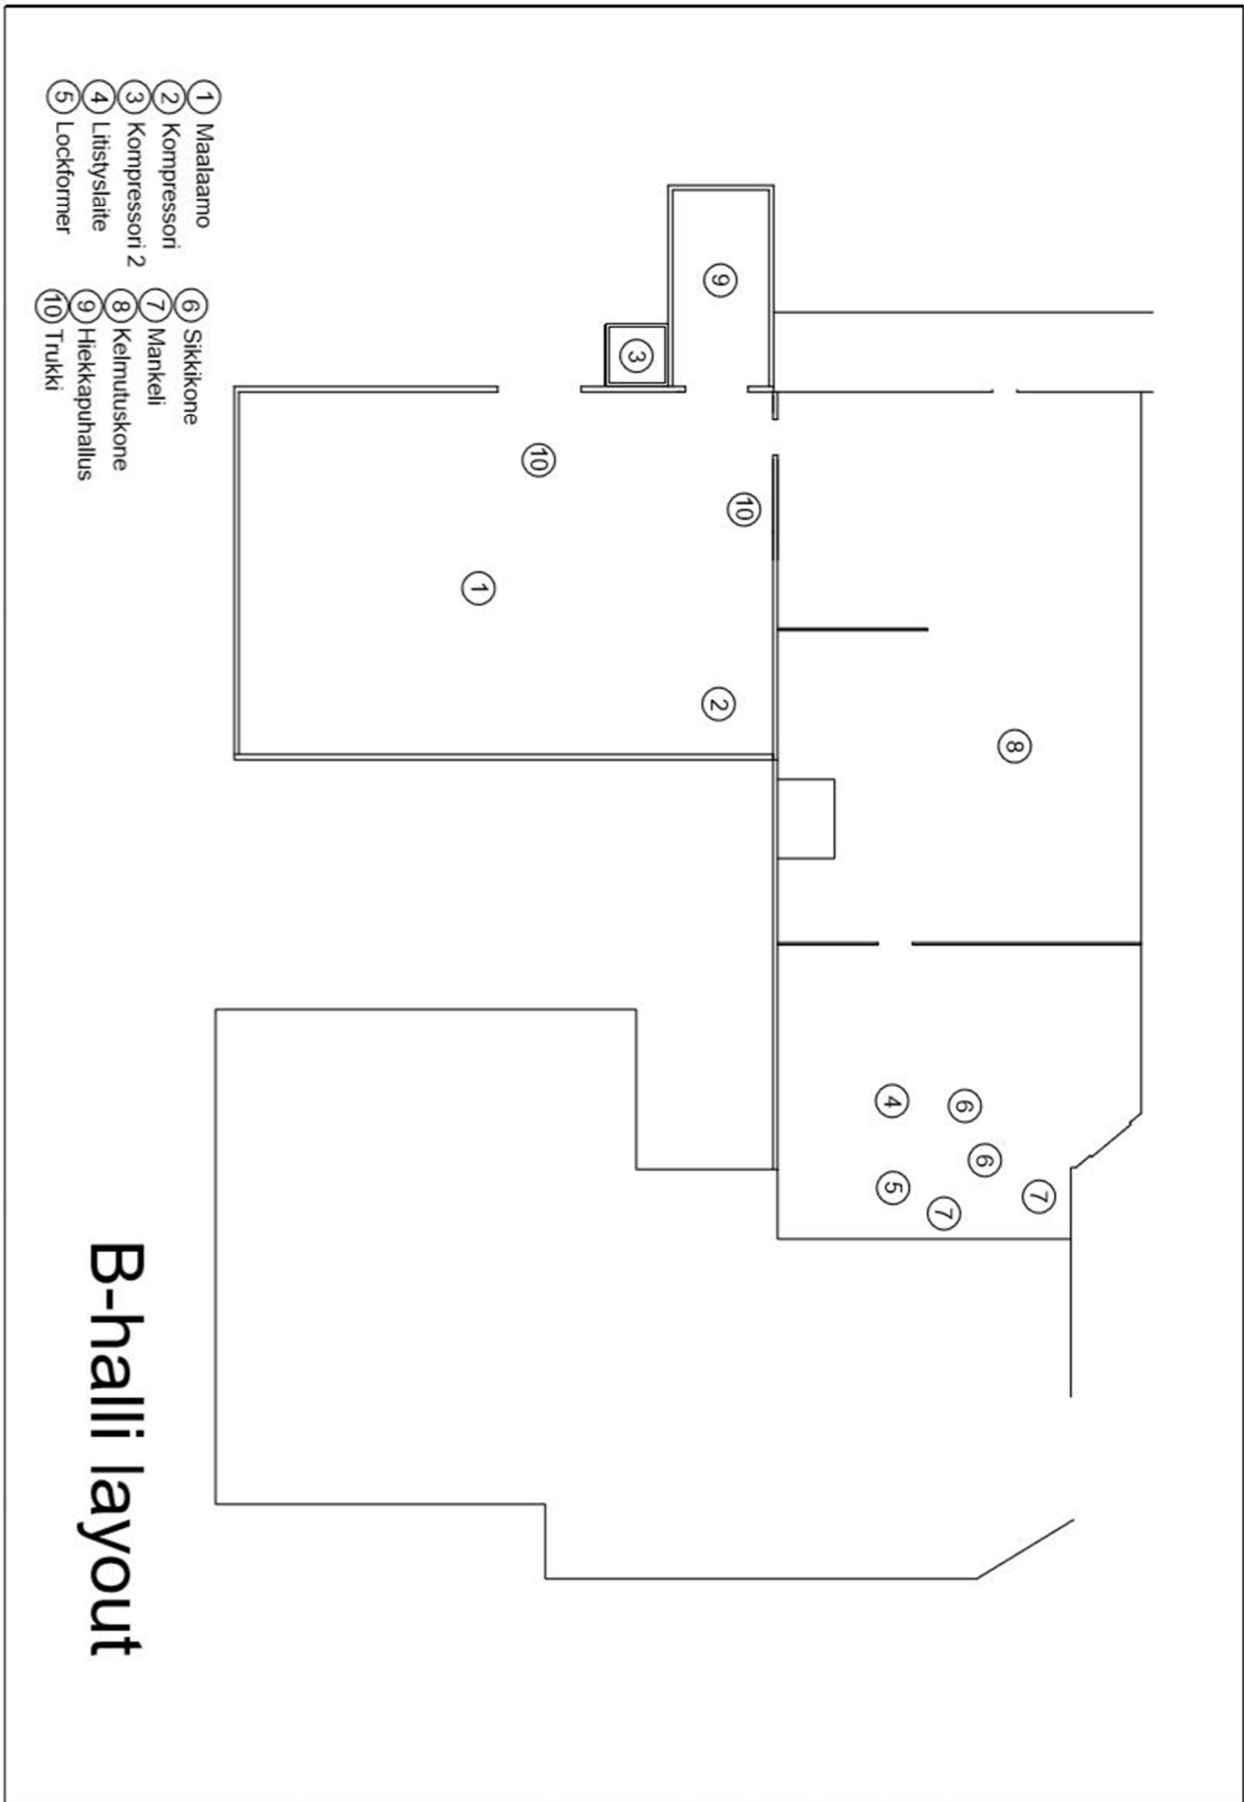 7
8
6
6
7
4
5
10
9
2
3
10
1
1 Maalaamo
2 Kompressori
3 Kompressori 2
4 Litistyslaite
5 Lockformer
6 Sikkikone
7 Mankeli
8 Kelmutuskone
9 Hiekkapuhallus
10 Trukki
B-halli layout